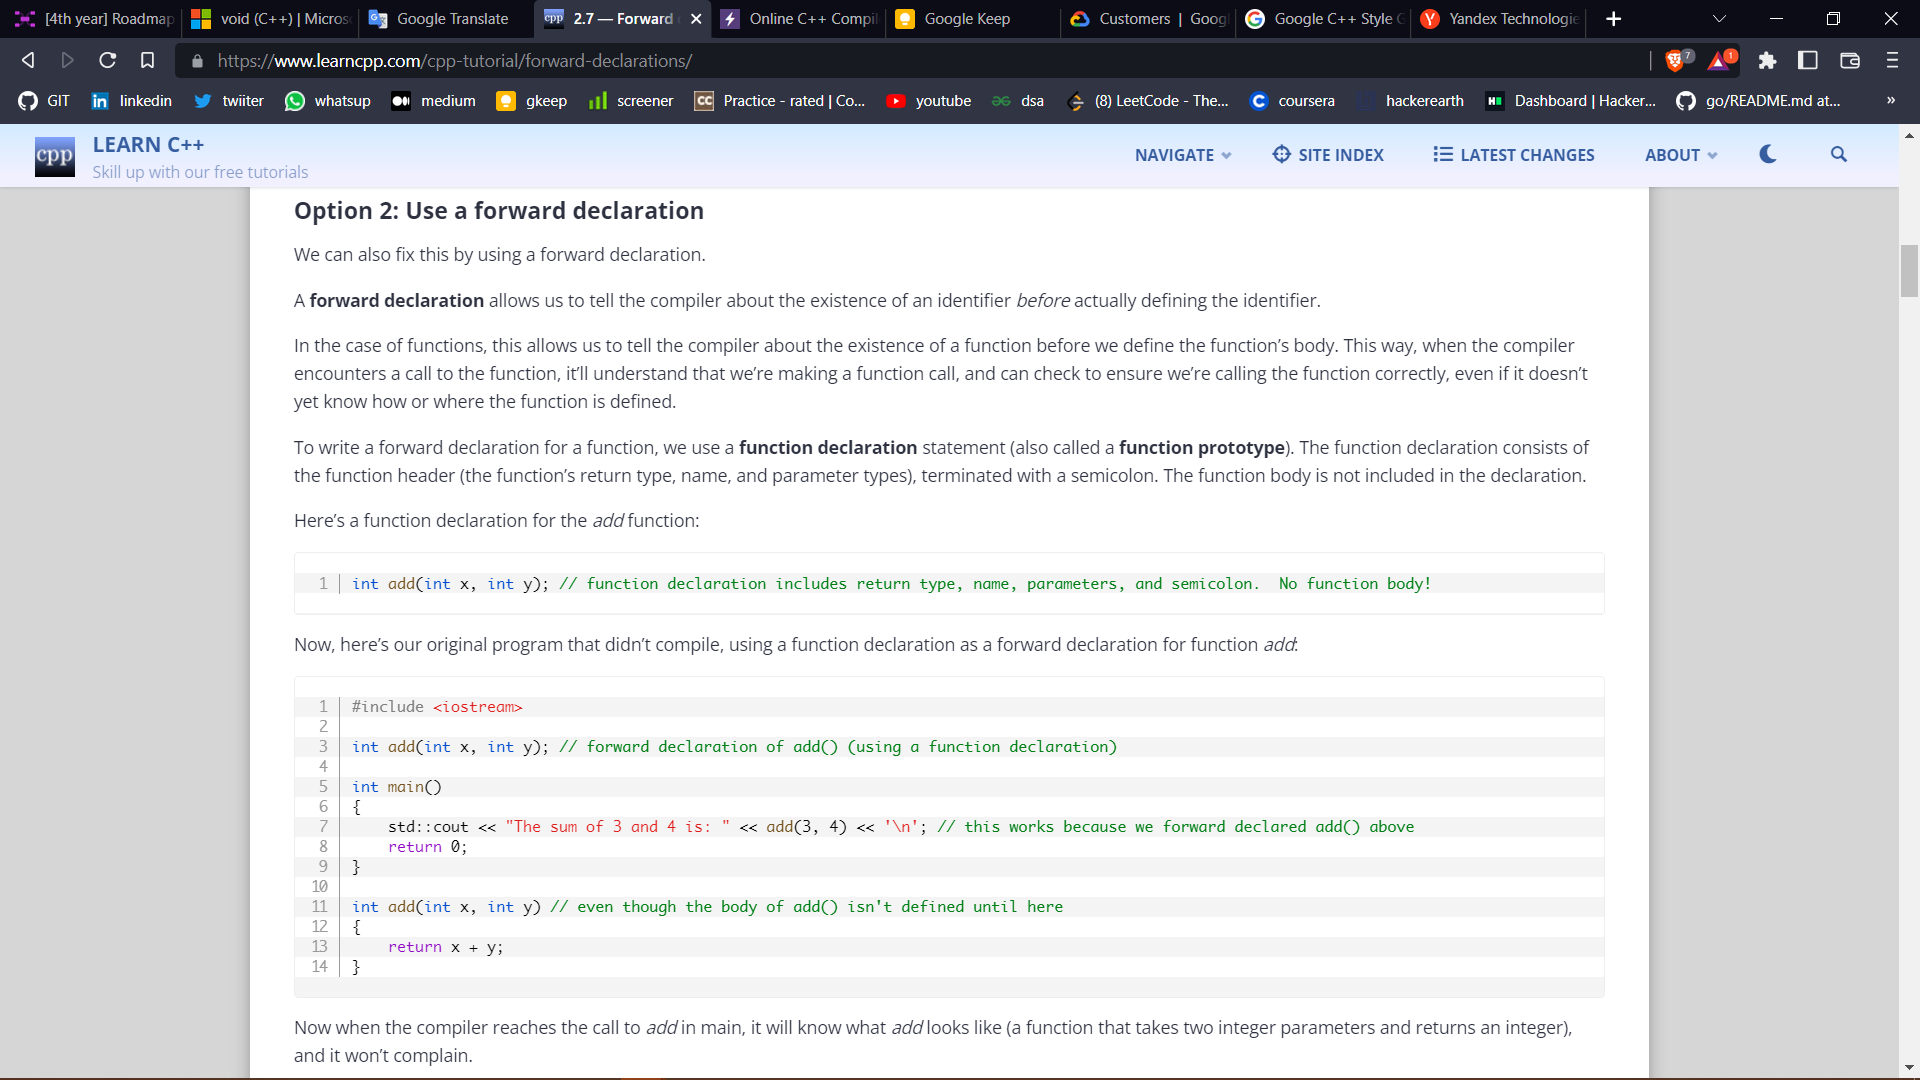 [4th year] Roadmap
void (C++) | Micros
Google Translate
2.7 — Forward
Online C++ Compil
Google Keep
Customers | Goog
Google C++ Style G
Yandex Technologie
https://www.learncpp.com/cpp-tutorial/forward-declarations/
7
1
GIT
linkedin
twiiter
whatsup
medium
gkeep
screener
CC
Practice - rated | Co...
youtube
dsa
(8) LeetCode - The...
coursera
hackerearth
Dashboard | Hacker...
go/README.md at...
»
cpp
LEARN C++
Skill up with our free tutorials
NAVIGATE
SITE INDEX
LATEST CHANGES
ABOUT
Option 2: Use a forward declaration
We can also fix this by using a forward declaration.
A forward declaration allows us to tell the compiler about the existence of an identifier before actually defining the identifier.
In the case of functions, this allows us to tell the compiler about the existence of a function before we define the function’s body. This way, when the compiler
encounters a call to the function, it’ll understand that we’re making a function call, and can check to ensure we’re calling the function correctly, even if it doesn’t
yet know how or where the function is defined.
To write a forward declaration for a function, we use a function declaration statement (also called a function prototype). The function declaration consists of
the function header (the function’s return type, name, and parameter types), terminated with a semicolon. The function body is not included in the declaration.
Here’s a function declaration for the add function:
1 int add(int x, int y); // function declaration includes return type, name, parameters, and semicolon.  No function body!
Now, here’s our original program that didn’t compile, using a function declaration as a forward declaration for function add:
1 #include <iostream>
2
3 int add(int x, int y); // forward declaration of add() (using a function declaration)
4
5 int main()
6 {
7     std::cout << "The sum of 3 and 4 is: " << add(3, 4) << '\n'; // this works because we forward declared add() above
8     return 0;
9 }
10
11 int add(int x, int y) // even though the body of add() isn't defined until here
12 {
13     return x + y;
14 }
Now when the compiler reaches the call to add in main, it will know what add looks like (a function that takes two integer parameters and returns an integer),
and it won’t complain.